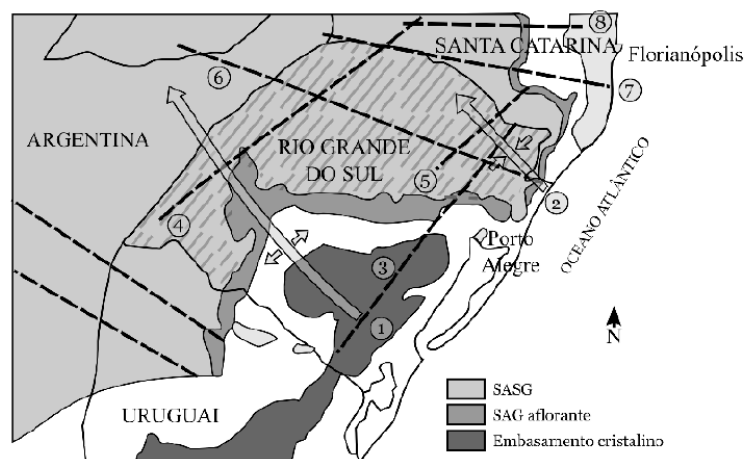 ⑧
SANTA CATARINA
Florianópolis
⑥
⑦
ARGENTINA
RIO GRANDE
DO SUL
⑤
②
④
OCEANO ATLÂNTICO
Porto
Alegre
③
①
N
URUGUAI
SASG
SAG aflorante
Embasamento cristalino